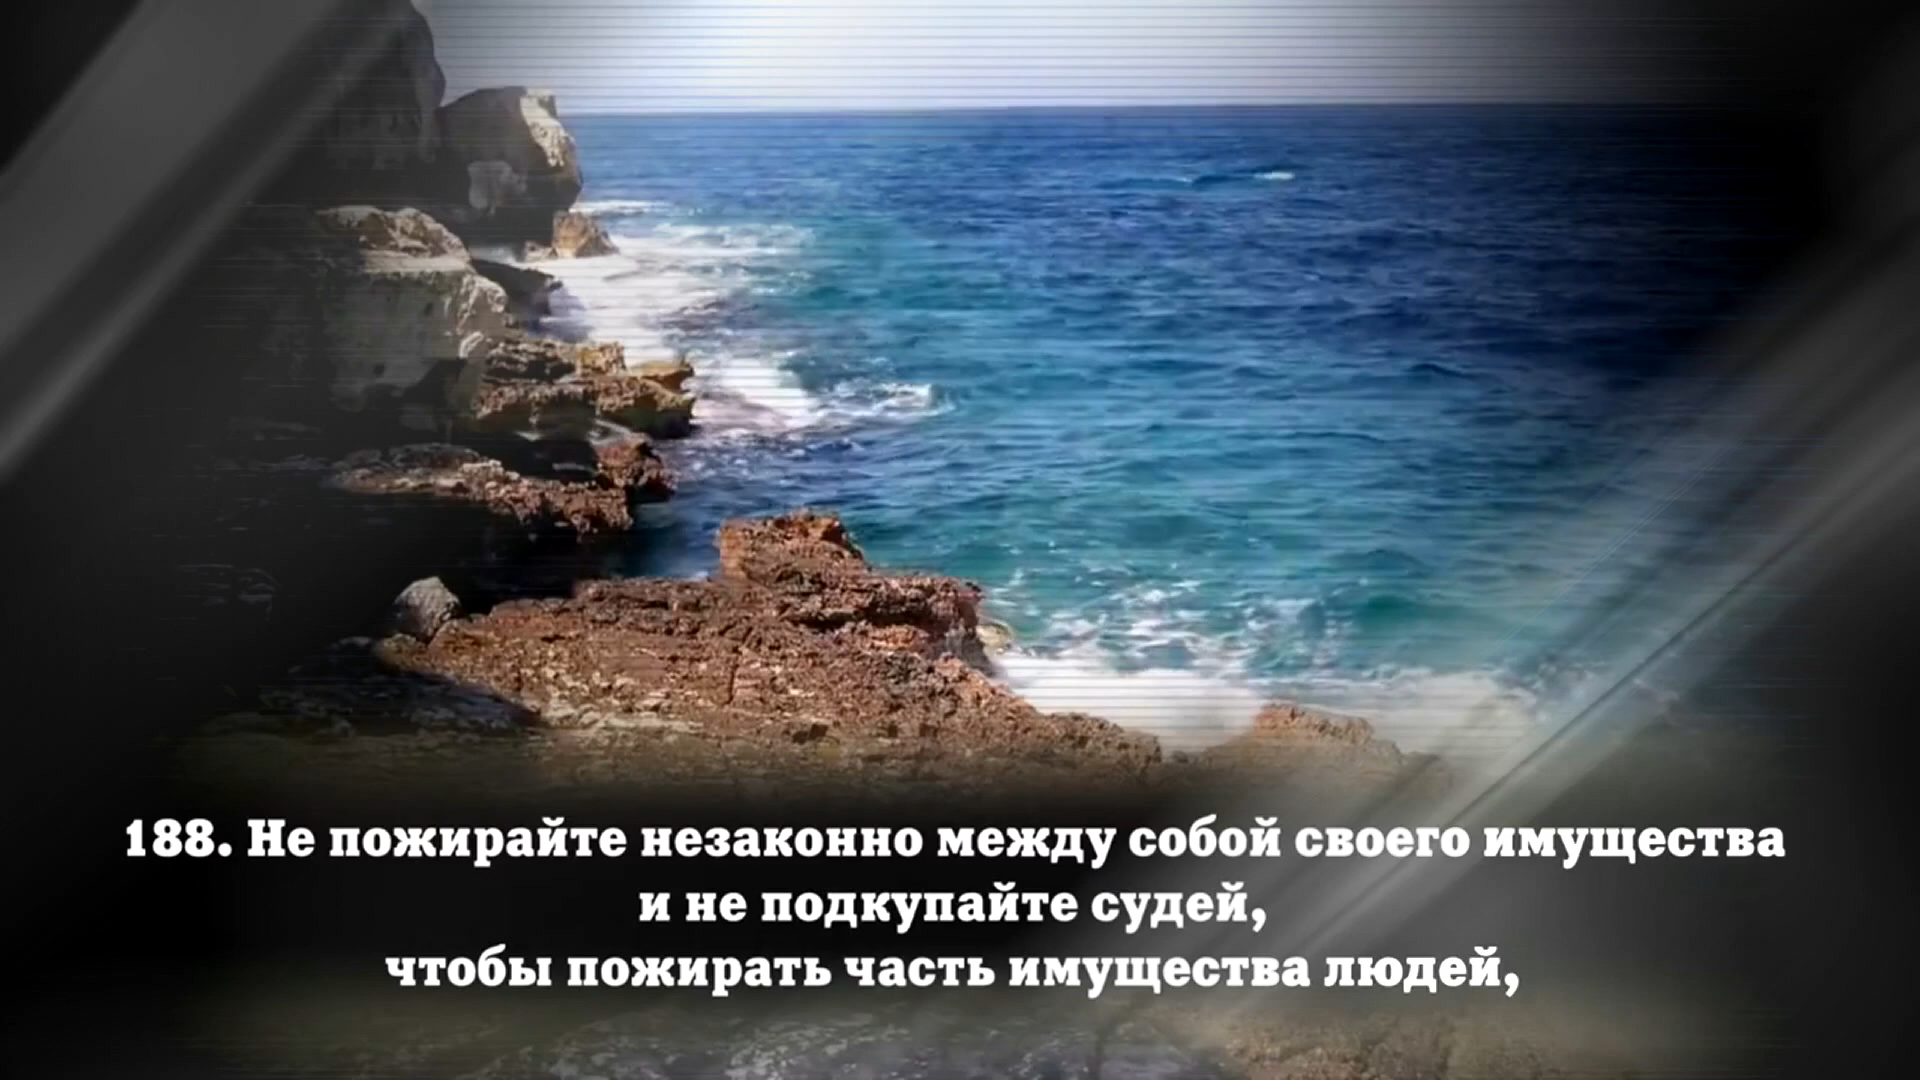 188. Не пожирайте незаконно между собой своего имущества
и не подкупайте судей,
чтобы пожирать часть имущества людей,